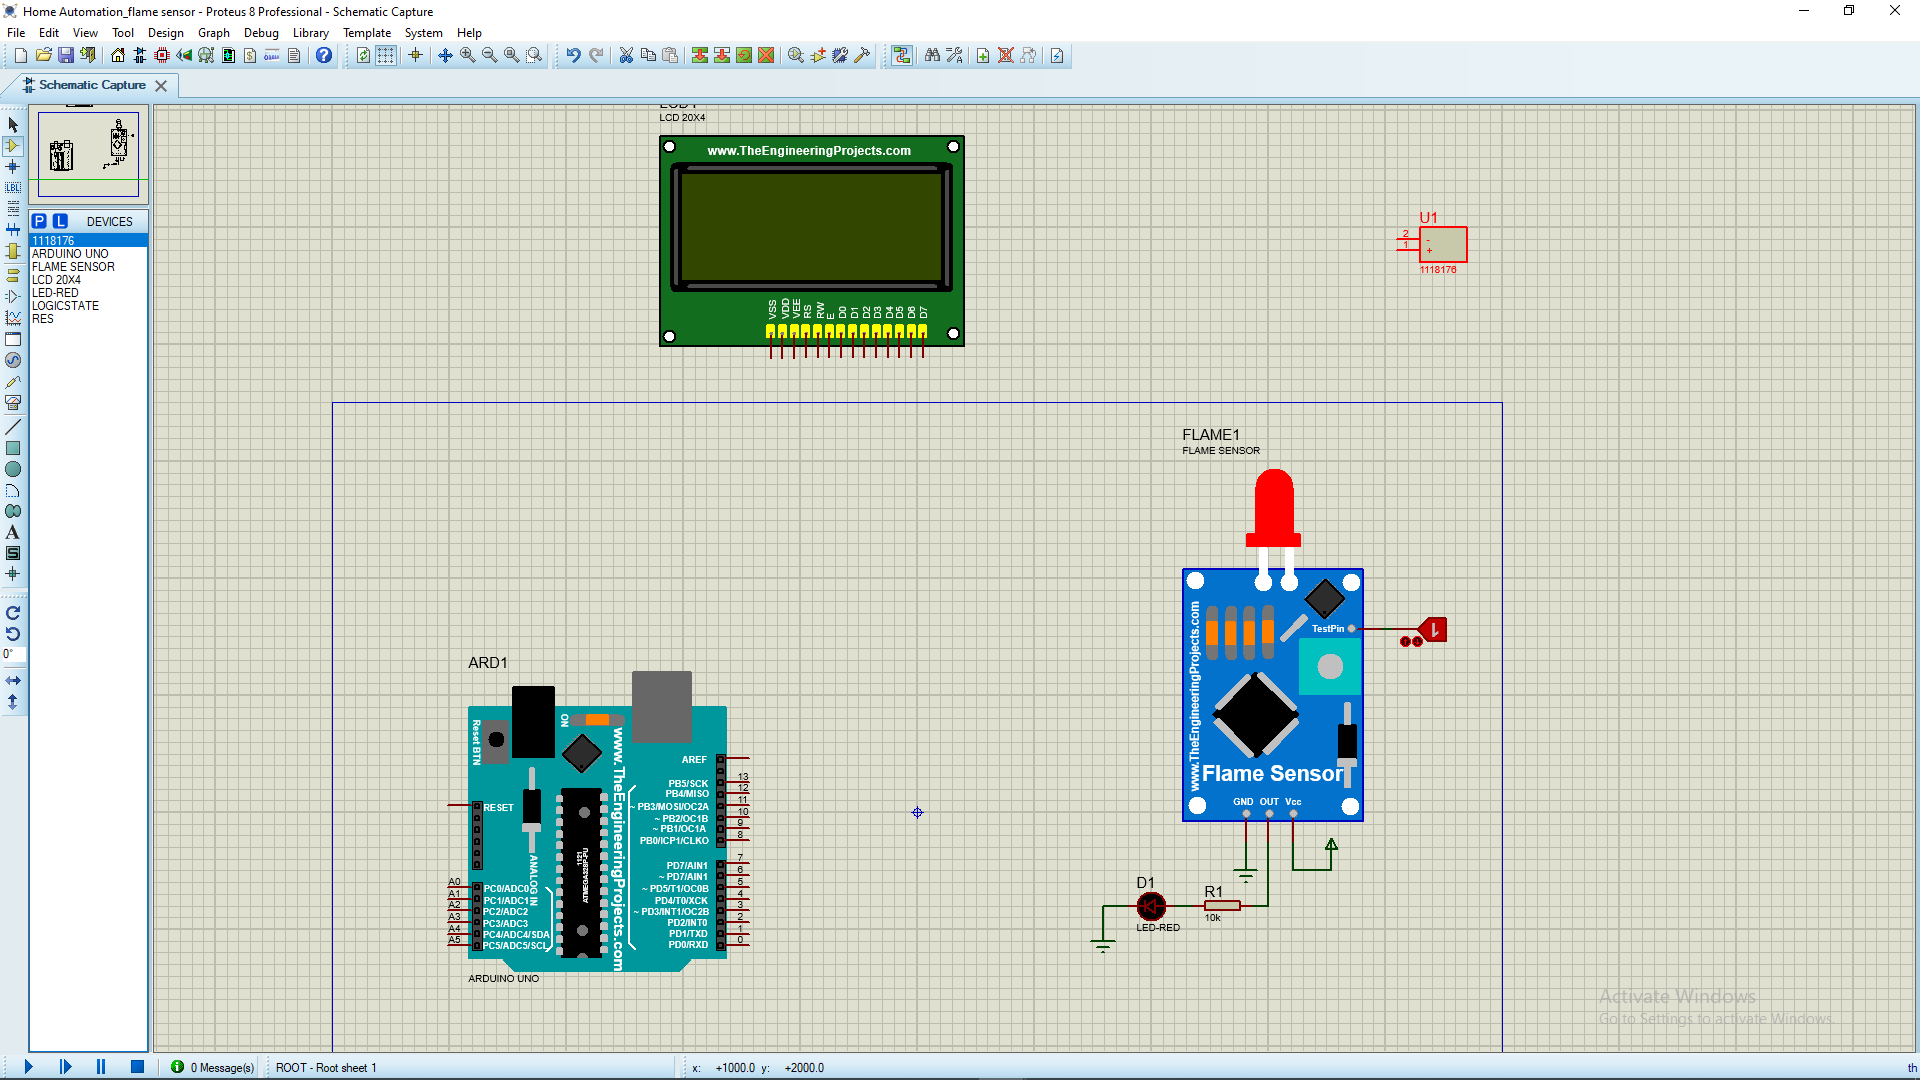 Home Automation_flame sensor - Proteus 8 Professional - Schematic Capture
File Edit View Tool Design Graph Debug Library Template System Help
Schematic Capture
P L DEVICES
1118176
ARDUINO UNO
FLAME SENSOR
LCD 20X4
LED-RED
LOGICSTATE
RES
LBL
A
S
0°
LCD 20X4
www.TheEngineeringProjects.com
VSS VDD VEE RS RW E D0 D1 D2 D3 D4 D5 D6 D7
U1
2 -
1 +
1118176
FLAME1
FLAME SENSOR
www.TheEngineeringProjects.com
TestPin
1
Flame Sensor
GND OUT Vcc
D1
LED-RED
R1
10k
ARD1
Reset BTN
ON
www.TheEngineeringProjects.com
AREF
PB5/SCK 13
PB4/MISO 12
~ PB3/MOSI/OC2A 11
~ PB2/OC1B 10
~ PB1/OC1A 9
PB0/ICP1/CLKO 8
PD7/AIN1 7
~ PD7/AIN1 6
~ PD5/T1/OC0B 5
PD4/T0/XCK 4
~ PD3/INT1/OC2B 3
PD2/INT0 2
PD1/TXD 1
PD0/RXD 0
RESET
ANALOG IN
1121
ATMEGA328P-PU
A0 PC0/ADC0
A1 PC1/ADC1
A2 PC2/ADC2
A3 PC3/ADC3
A4 PC4/ADC4/SDA
A5 PC5/ADC5/SCL
ARDUINO UNO
Activate Windows
Go to Settings to activate Windows.
0 Message(s) ROOT - Root sheet 1 x: +1000.0 y: +2000.0 th